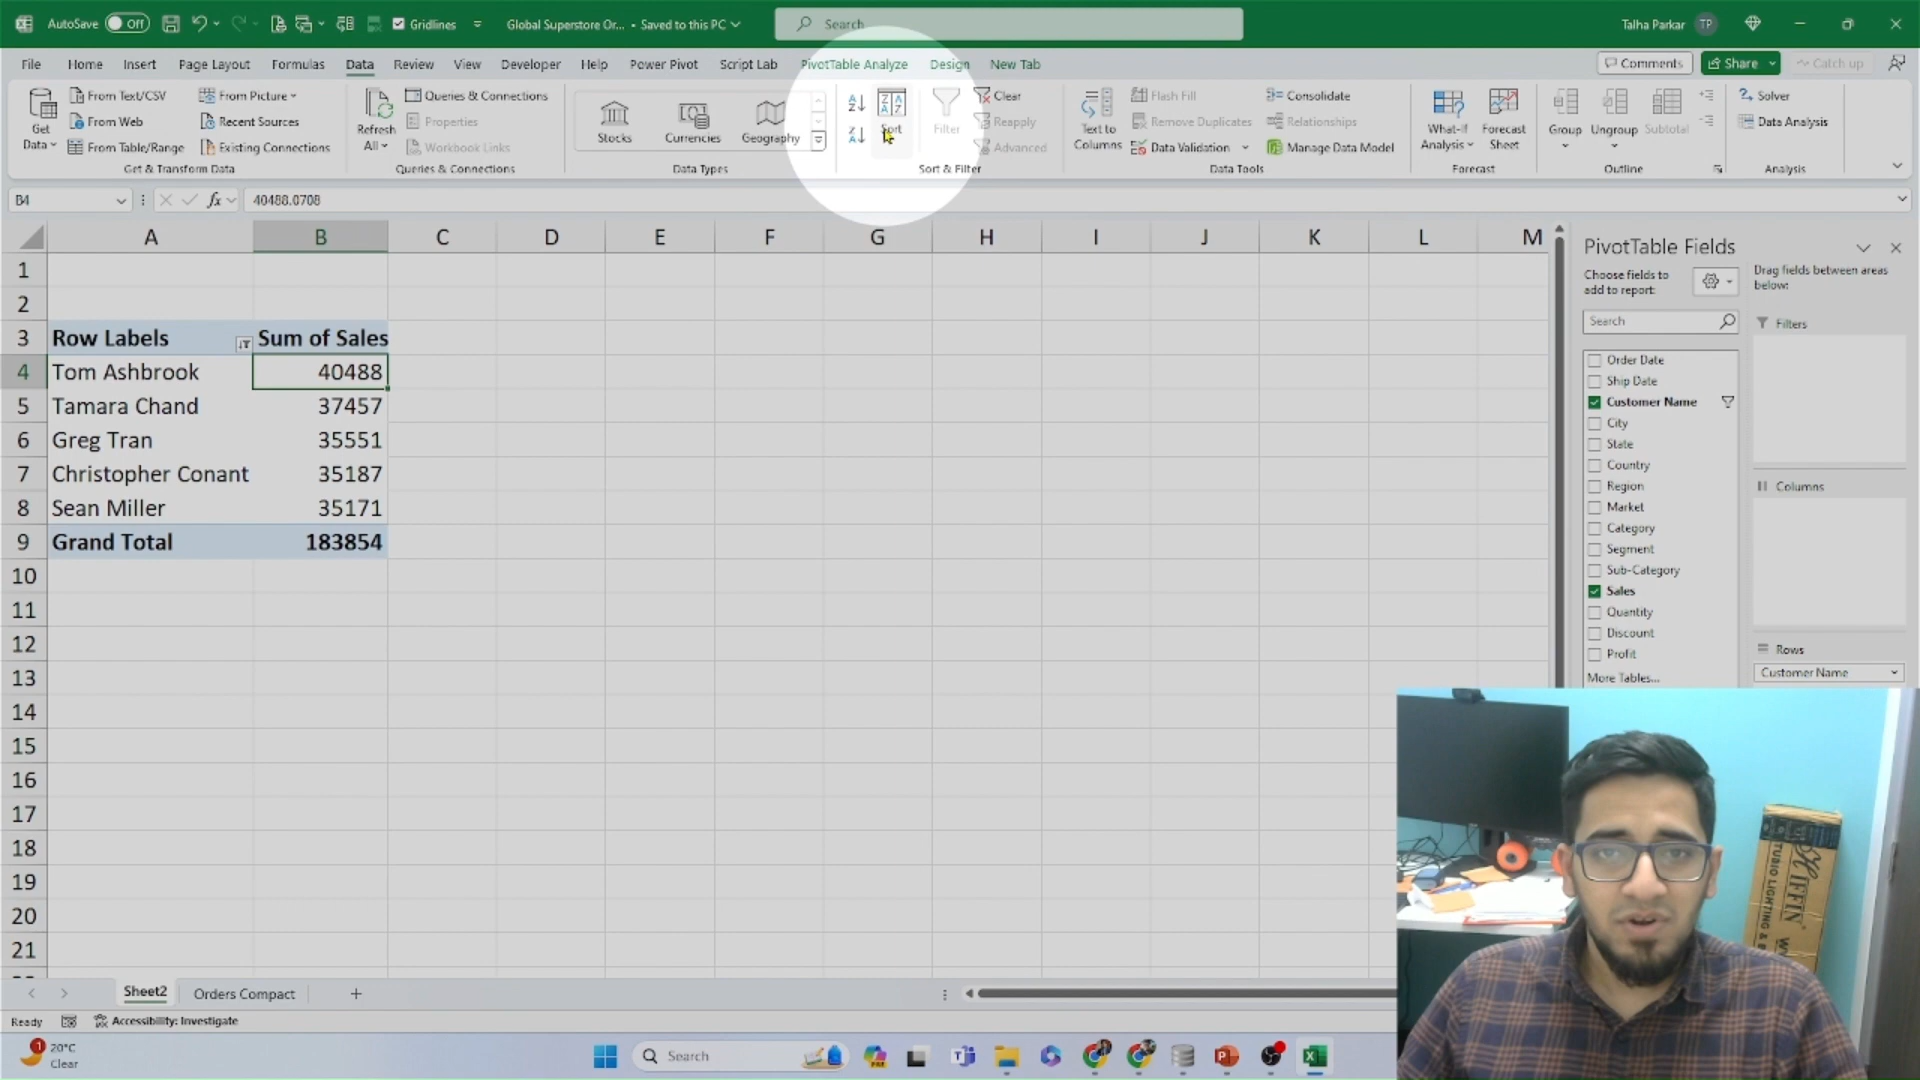 AutoSave Off Gridlines Global Superstore Or... • Saved to this PC Search Talha Parkar TP
File Home Insert Page Layout Formulas Data Review View Developer Help Power Pivot Script Lab PivotTable Analyze Design New Tab Comments Share Catch up
Get Data
From Text/CSV
From Web
From Table/Range
From Picture
Recent Sources
Existing Connections
Get & Transform Data
Refresh All
Queries & Connections
Properties
Workbook Links
Queries & Connections
Stocks Currencies Geography
Data Types
Sort
Filter
Clear
Reapply
Advanced
Sort & Filter
Text to Columns
Flash Fill
Remove Duplicates
Data Validation
Consolidate
Relationships
Manage Data Model
Data Tools
What-If Analysis
Forecast Sheet
Forecast
Group Ungroup Subtotal
Outline
Solver
Data Analysis
Analysis
B4 fx 40488.0708
A B C D E F G H I J K L M
1
2
3 Row Labels Sum of Sales
4 Tom Ashbrook 40488
5 Tamara Chand 37457
6 Greg Tran 35551
7 Christopher Conant 35187
8 Sean Miller 35171
9 Grand Total 183854
10
11
12
13
14
15
16
17
18
19
20
21
PivotTable Fields
Choose fields to
add to report:
Search
Order Date
Ship Date
Customer Name
City
State
Country
Region
Market
Category
Segment
Sub-Category
Sales
Quantity
Discount
Profit
More Tables...
Drag fields between areas
below:
Filters
Columns
Rows
Customer Name
HIFFIN
STUDIO LIGHTING &
Sheet2 Orders Compact
Ready Accessibility: Investigate
1 20°C
Clear
Search